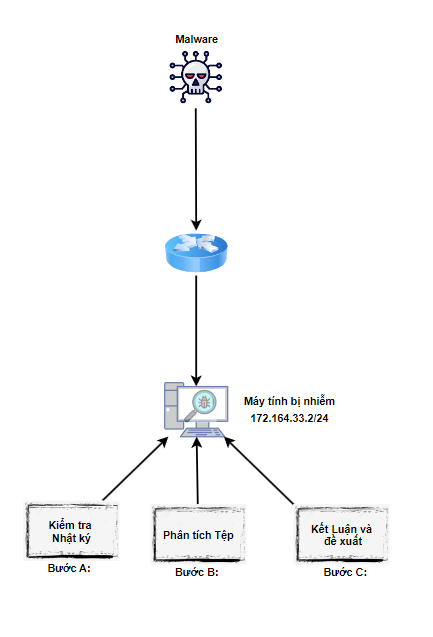 Malware
Máy tính bị nhiễm
172.164.33.2/24
Kiểm tra
Nhật ký
Phân tích Tệp
Kết Luận và
đề xuất
Bước A:
Bước B:
Bước C: